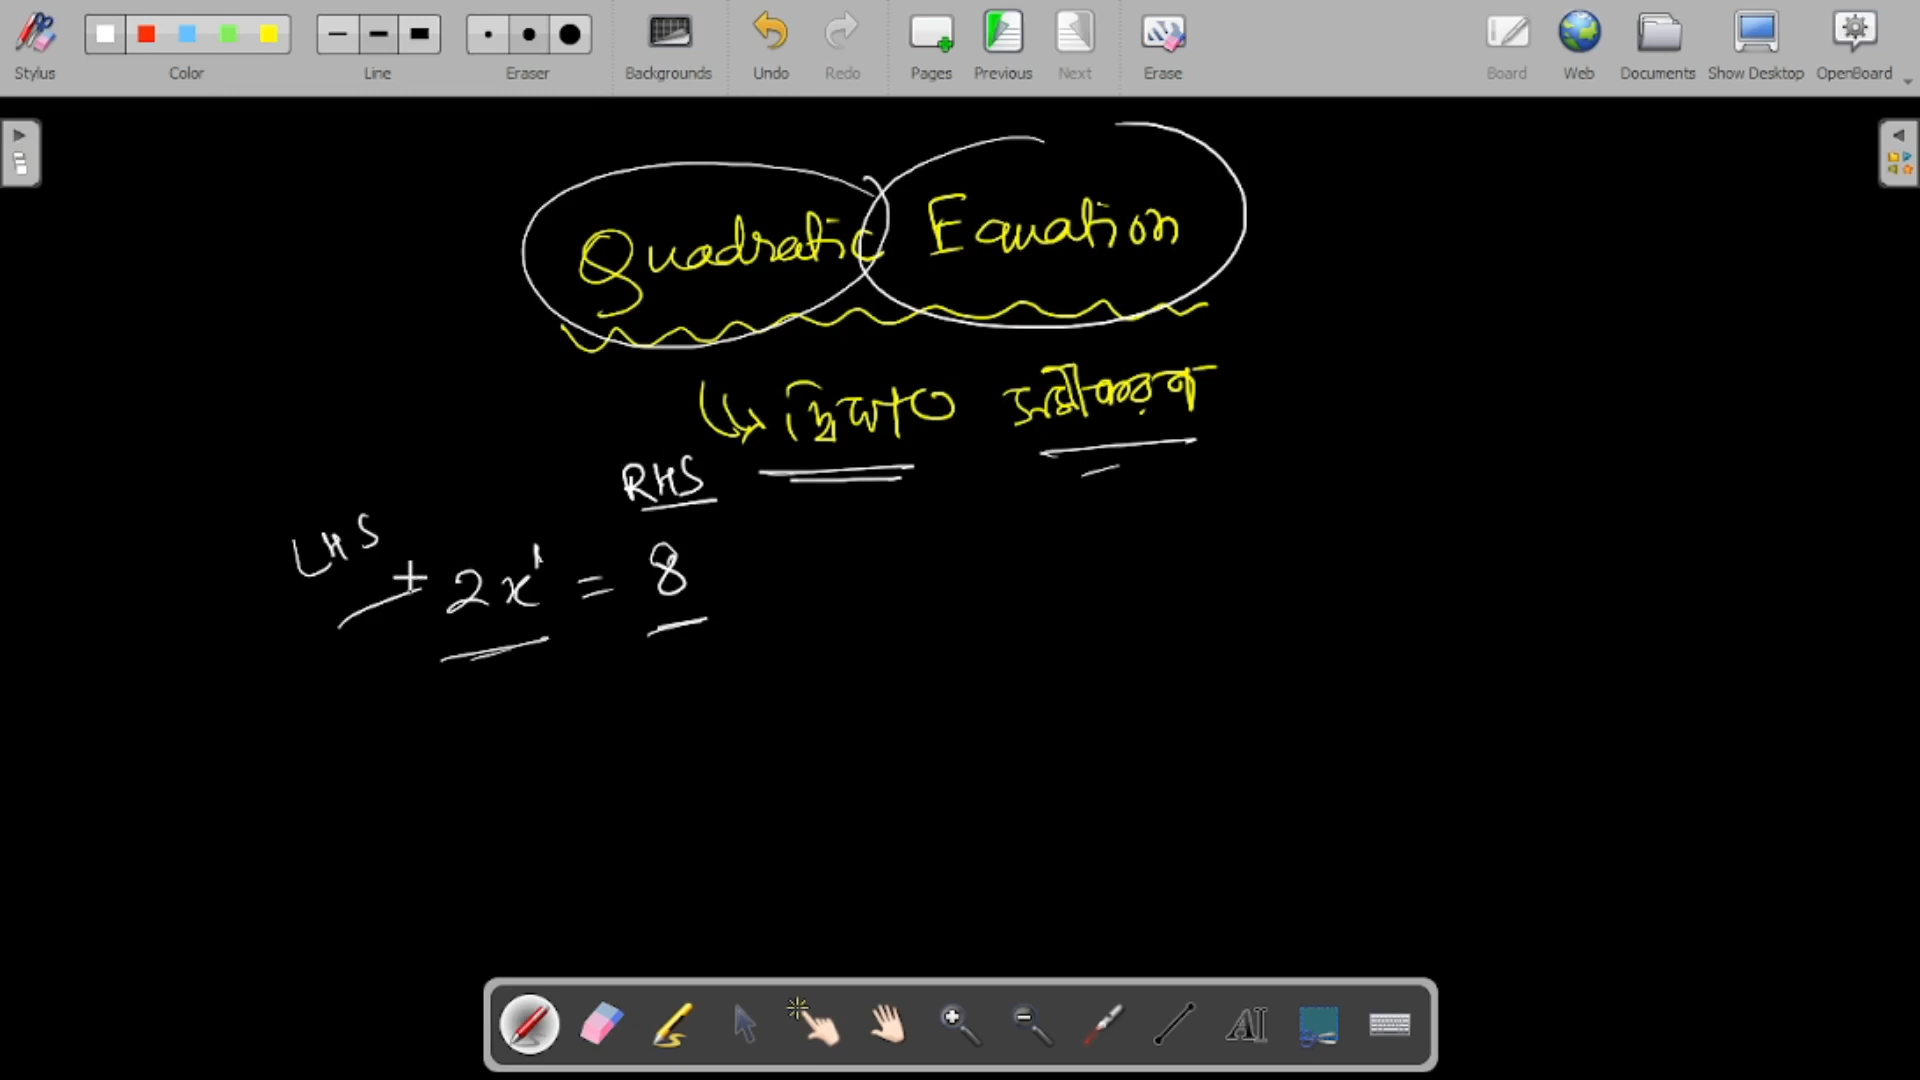 Stylus Color Line Eraser Backgrounds Undo Redo Pages Previous Next Erase Board Web Documents Show Desktop OpenBoard
Quadratic Equation
↳ দ্বিঘাত সমীকরণ
RHS
LHS
+ 2x¹ = 8